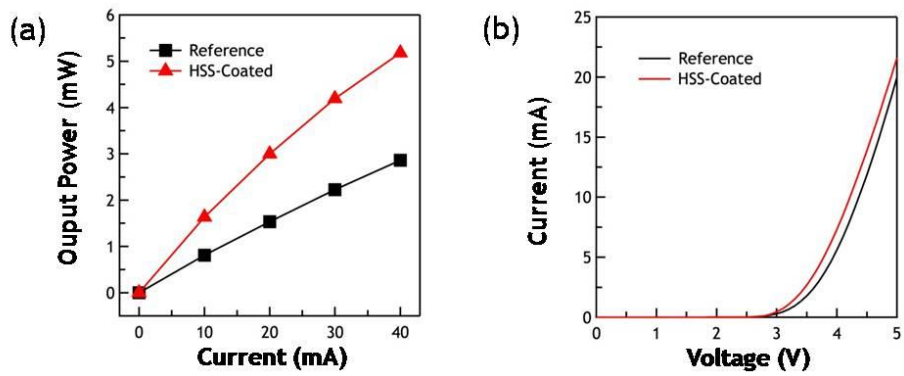 (a)
Ouput Power (mW)
6
5
4
3
2
1
0
Reference
HSS-Coated
0 10 20 30 40
Current (mA)
(b)
Current (mA)
25
20
15
10
5
0
Reference
HSS-Coated
0 1 2 3 4 5
Voltage (V)